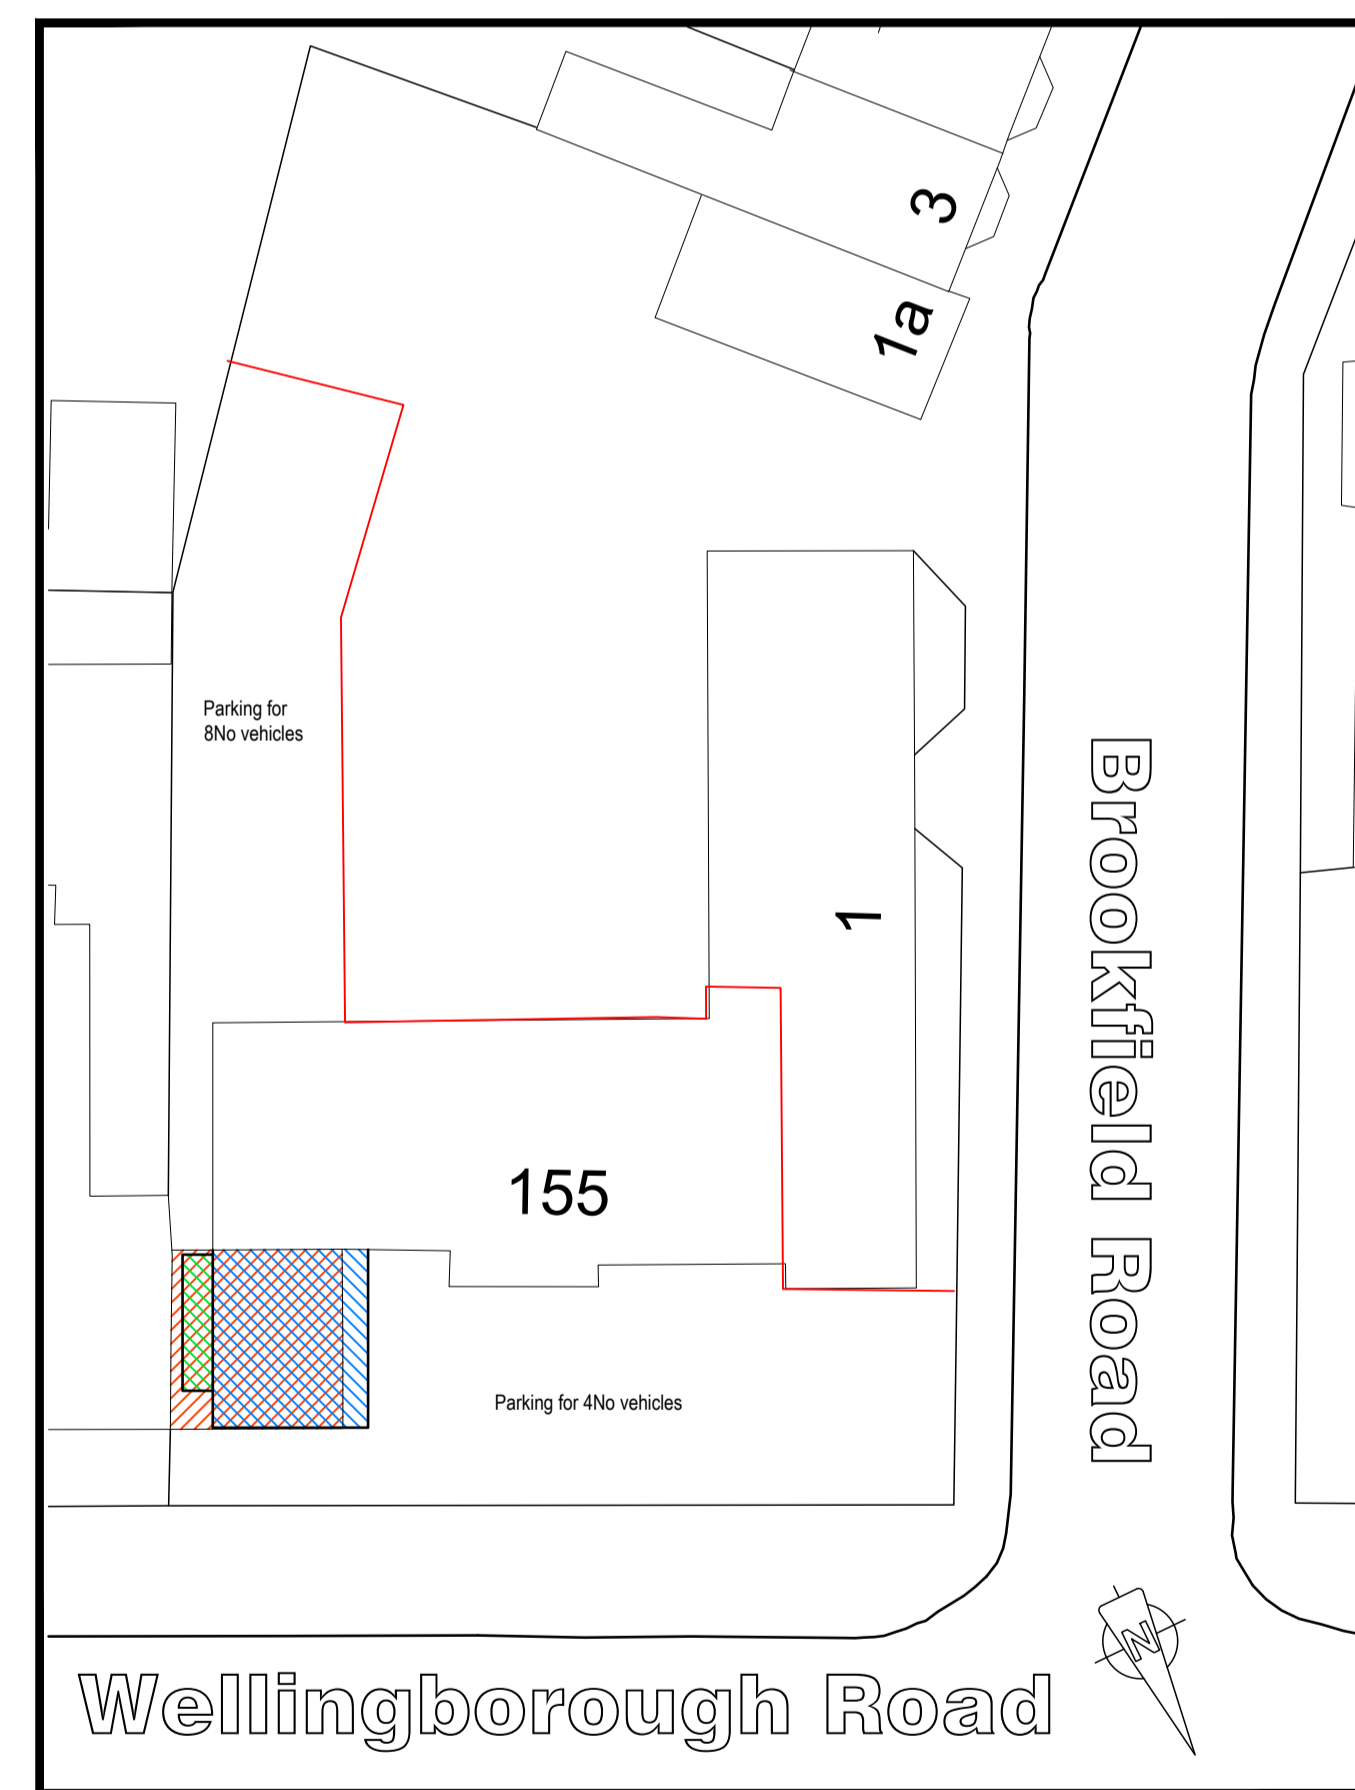 3
1a
Parking for
8No vehicles
1
Brookfield Road
155
Parking for 4No vehicles
N
Wellingborough Road